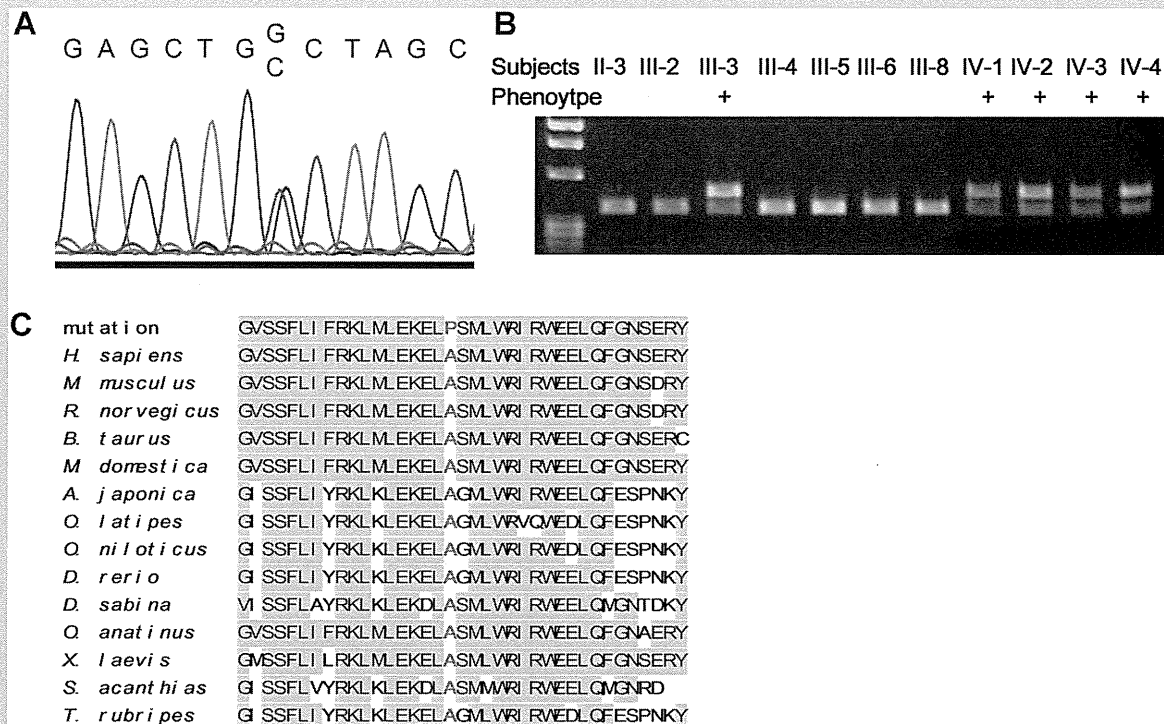 A
G A G C T G G C T A G C
C
B
Subjects II-3 III-2 III-3 III-4 III-5 III-6 III-8 IV-1 IV-2 IV-3 IV-4
Phenoytpe + + + + +
C
mutation GVSSFLIFRKLMLEKELPSMLWRIRWEELQFGNSERY
H. sapiens GVSSFLIFRKLMLEKELASMLWRIRWEELQFGNSERY
M musculus GVSSFLIFRKLMLEKELASMLWRIRWEELQFGNSDRY
R. norvegicus GVSSFLIFRKLMLEKELASMLWRIRWEELQFGNSDRY
B. taurus GVSSFLIFRKLMLEKELASMLWRIRWEELQFGNSERC
M domestica GVSSFLIFRKLMLEKELASMLWRIRWEELQFGNSERY
A. japonica GISSFLIYRKLKLEKELAGMLWRIRWEELQFESPNKY
O. latipes GISSFLIYRKLKLEKELAGMLWRVQWEDLQFESPNKY
O. niloticus GISSFLIYRKLKLEKELAGMLWRIRWEDLQFESPNKY
D. rerio GISSFLIYRKLKLEKELAGMLWRIRWEELQFESPNKY
D. sabina VISSFLAYRKLKLEKDLASMLWRIRWEELQMGNTDKY
O. anatinus GVSSFLIFRKLMLEKELASMLWRIRWEELQFGNAERY
X. laevis GMSSFLILRKLMLEKELASMLWRIRWEELQFGNSERY
S. acanthias GISSFLVYRKLKLEKDLASMMWRIRWEELQMGNRD
T. rubripes GISSFLIYRKLMLEKELAGMLWRIRWEDLQFESPNKY